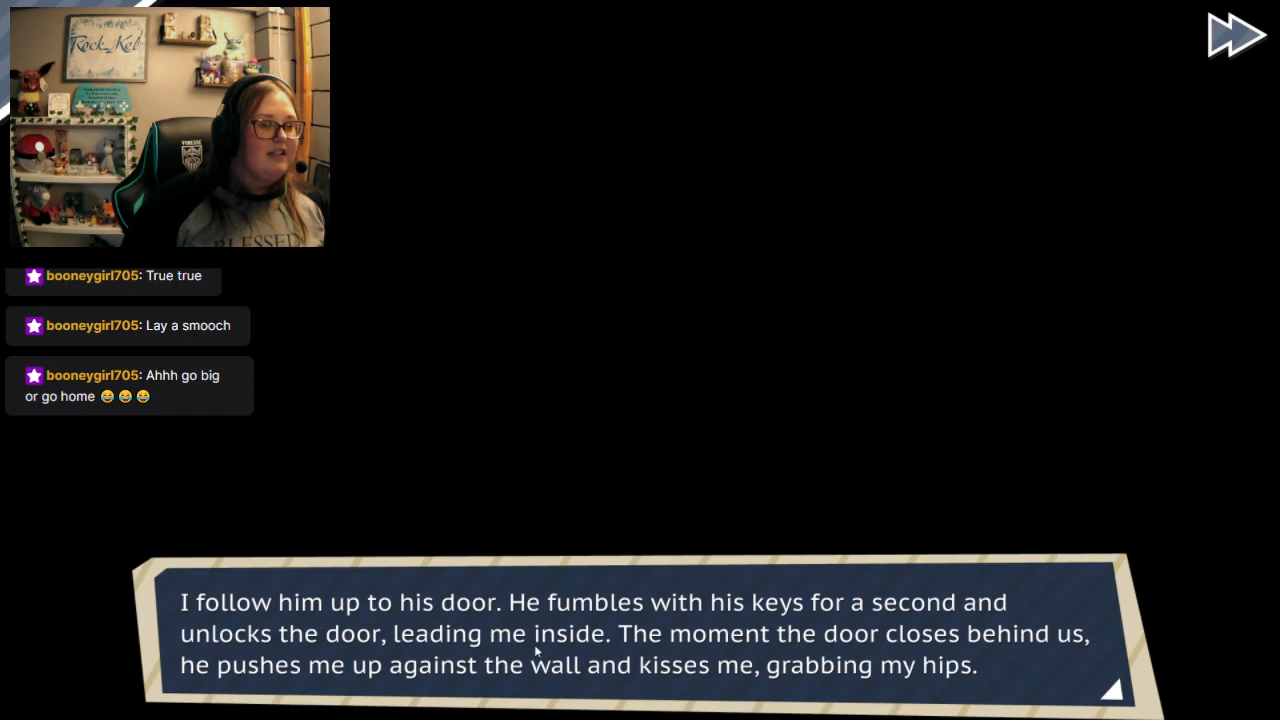 Rock_Kel
BLESSED
booneygirl705: True true
booneygirl705: Lay a smooch
booneygirl705: Ahhh go big
or go home 😂 😂 😂
I follow him up to his door. He fumbles with his keys for a second and
unlocks the door, leading me inside. The moment the door closes behind us,
he pushes me up against the wall and kisses me, grabbing my hips.